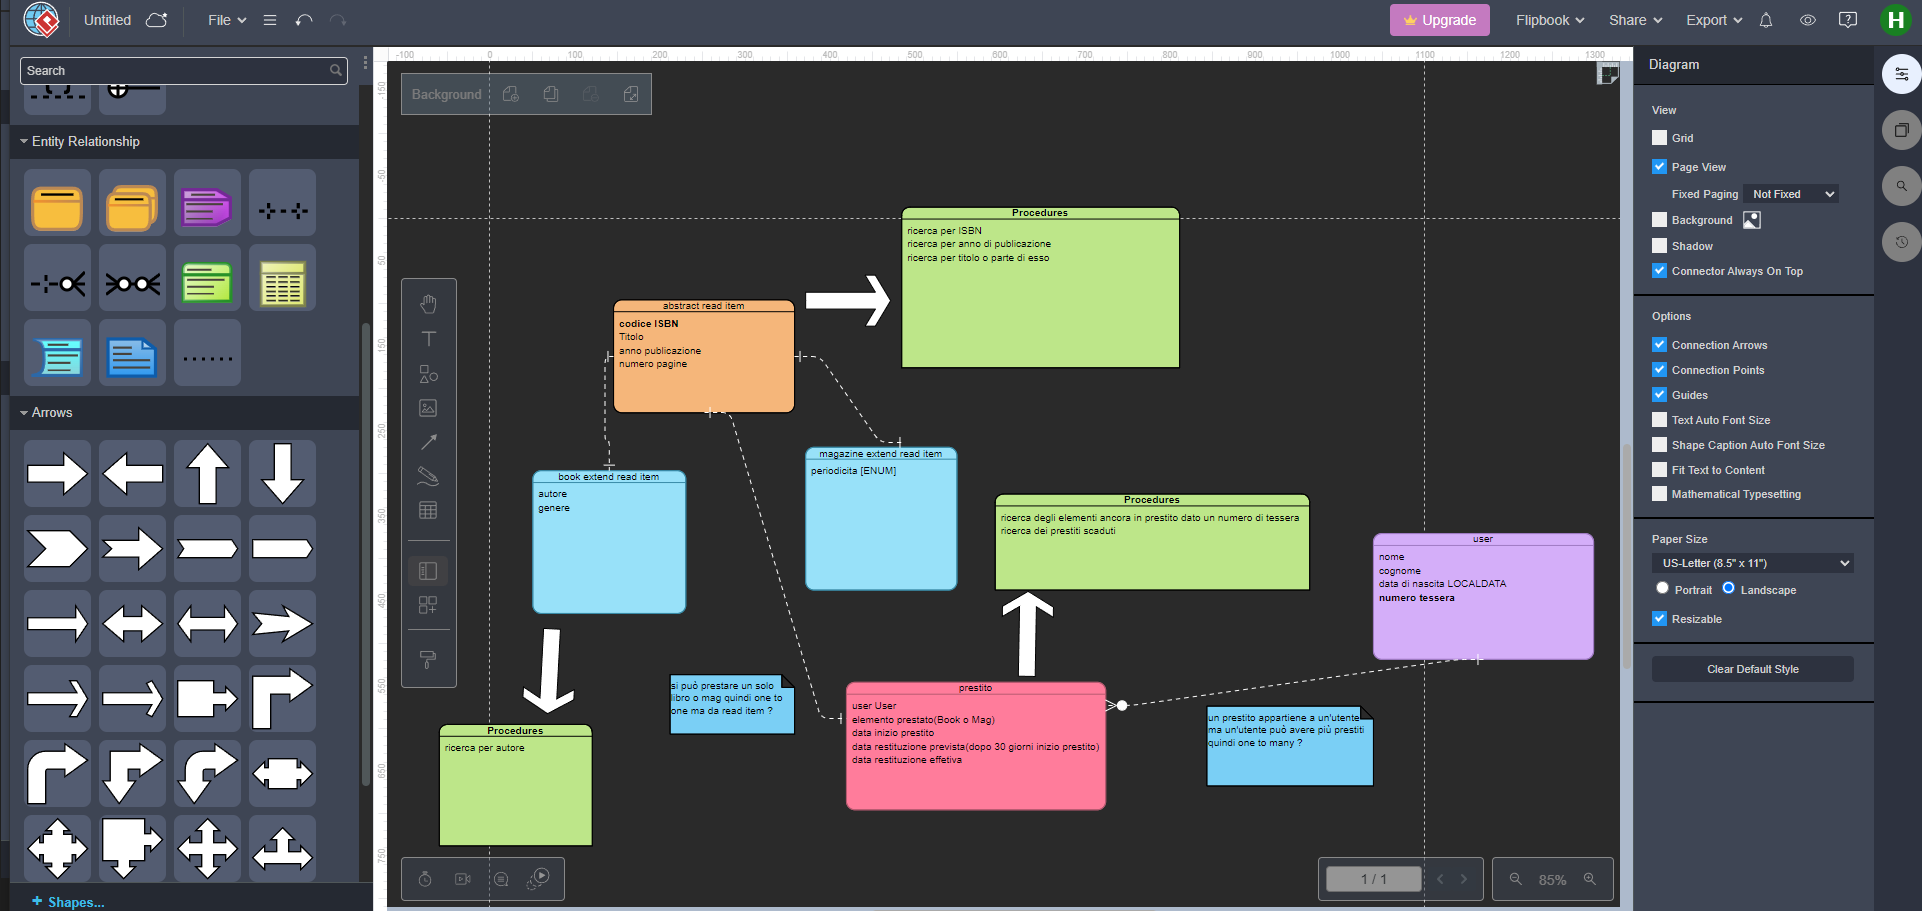 Untitled
File
Upgrade
Flipbook
Share
Export
H
Search
Entity Relationship
Arrows
+ Shapes...
-100 0 100 200 300 400 500 600 700 800 900 1000 1100 1200 1300
-150
-50
50
150
250
350
450
550
650
750
Background
Procedures
ricerca per ISBN
ricerca per anno di publicazione
ricerca per titolo o parte di esso
abstract read item
codice ISBN
Titolo
anno publicazione
numero pagine
book extend read item
autore
genere
magazine extend read item
periodicita [ENUM]
Procedures
ricerca degli elementi ancora in prestito dato un numero di tessera
ricerca dei prestiti scaduti
user
nome
cognome
data di nascita LOCALDATA
numero tessera
si può prestare un solo
libro o mag quindi one to
one ma da read item ?
prestito
user User
elemento prestato(Book o Mag)
data inizio prestito
data restituzione prevista(dopo 30 giorni inizio prestito)
data restituzione effetiva
un prestito appartiene a un'utente
ma un'utente può avere più prestiti
quindi one to many ?
Procedures
ricerca per autore
1 / 1
85%
Diagram
View
Grid
Page View
Fixed Paging Not Fixed
Background
Shadow
Connector Always On Top
Options
Connection Arrows
Connection Points
Guides
Text Auto Font Size
Shape Caption Auto Font Size
Fit Text to Content
Mathematical Typesetting
Paper Size
US-Letter (8.5" x 11")
Portrait Landscape
Resizable
Clear Default Style